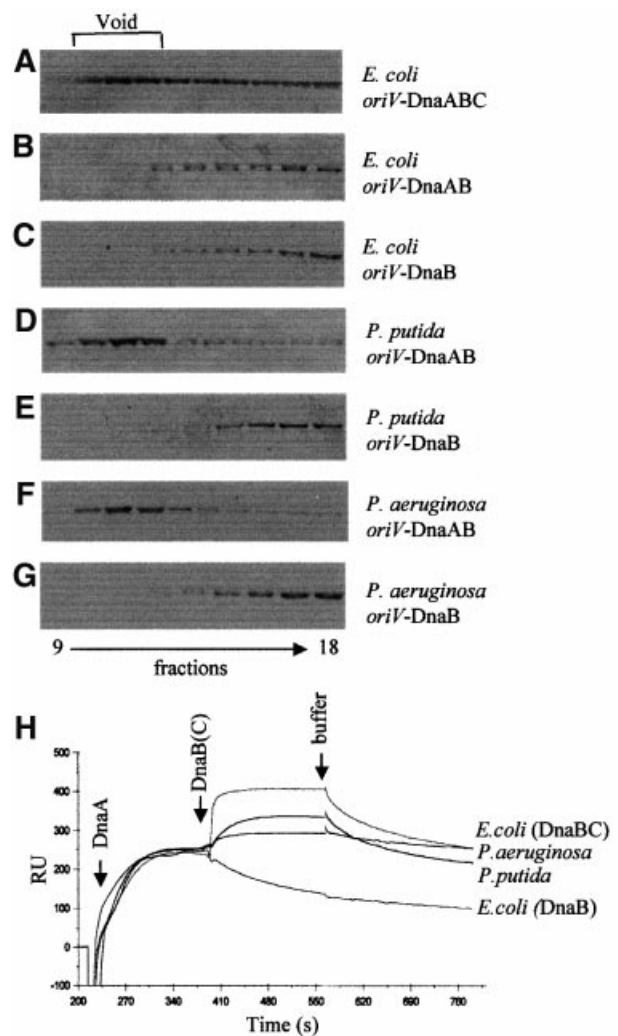 Void
A
E. coli
oriV-DnaABC
B
E. coli
oriV-DnaAB
C
E. coli
oriV-DnaB
D
P. putida
oriV-DnaAB
E
P. putida
oriV-DnaB
F
P. aeruginosa
oriV-DnaAB
G
P. aeruginosa
oriV-DnaB
9
18
fractions
H
DnaA
DnaB(C)
buffer
500
400
300
200
100
0
-100
RU
E.coli (DnaBC)
P.aeruginosa
P.putida
E.coli (DnaB)
200 270 340 410 480 560 620 690 760
Time (s)